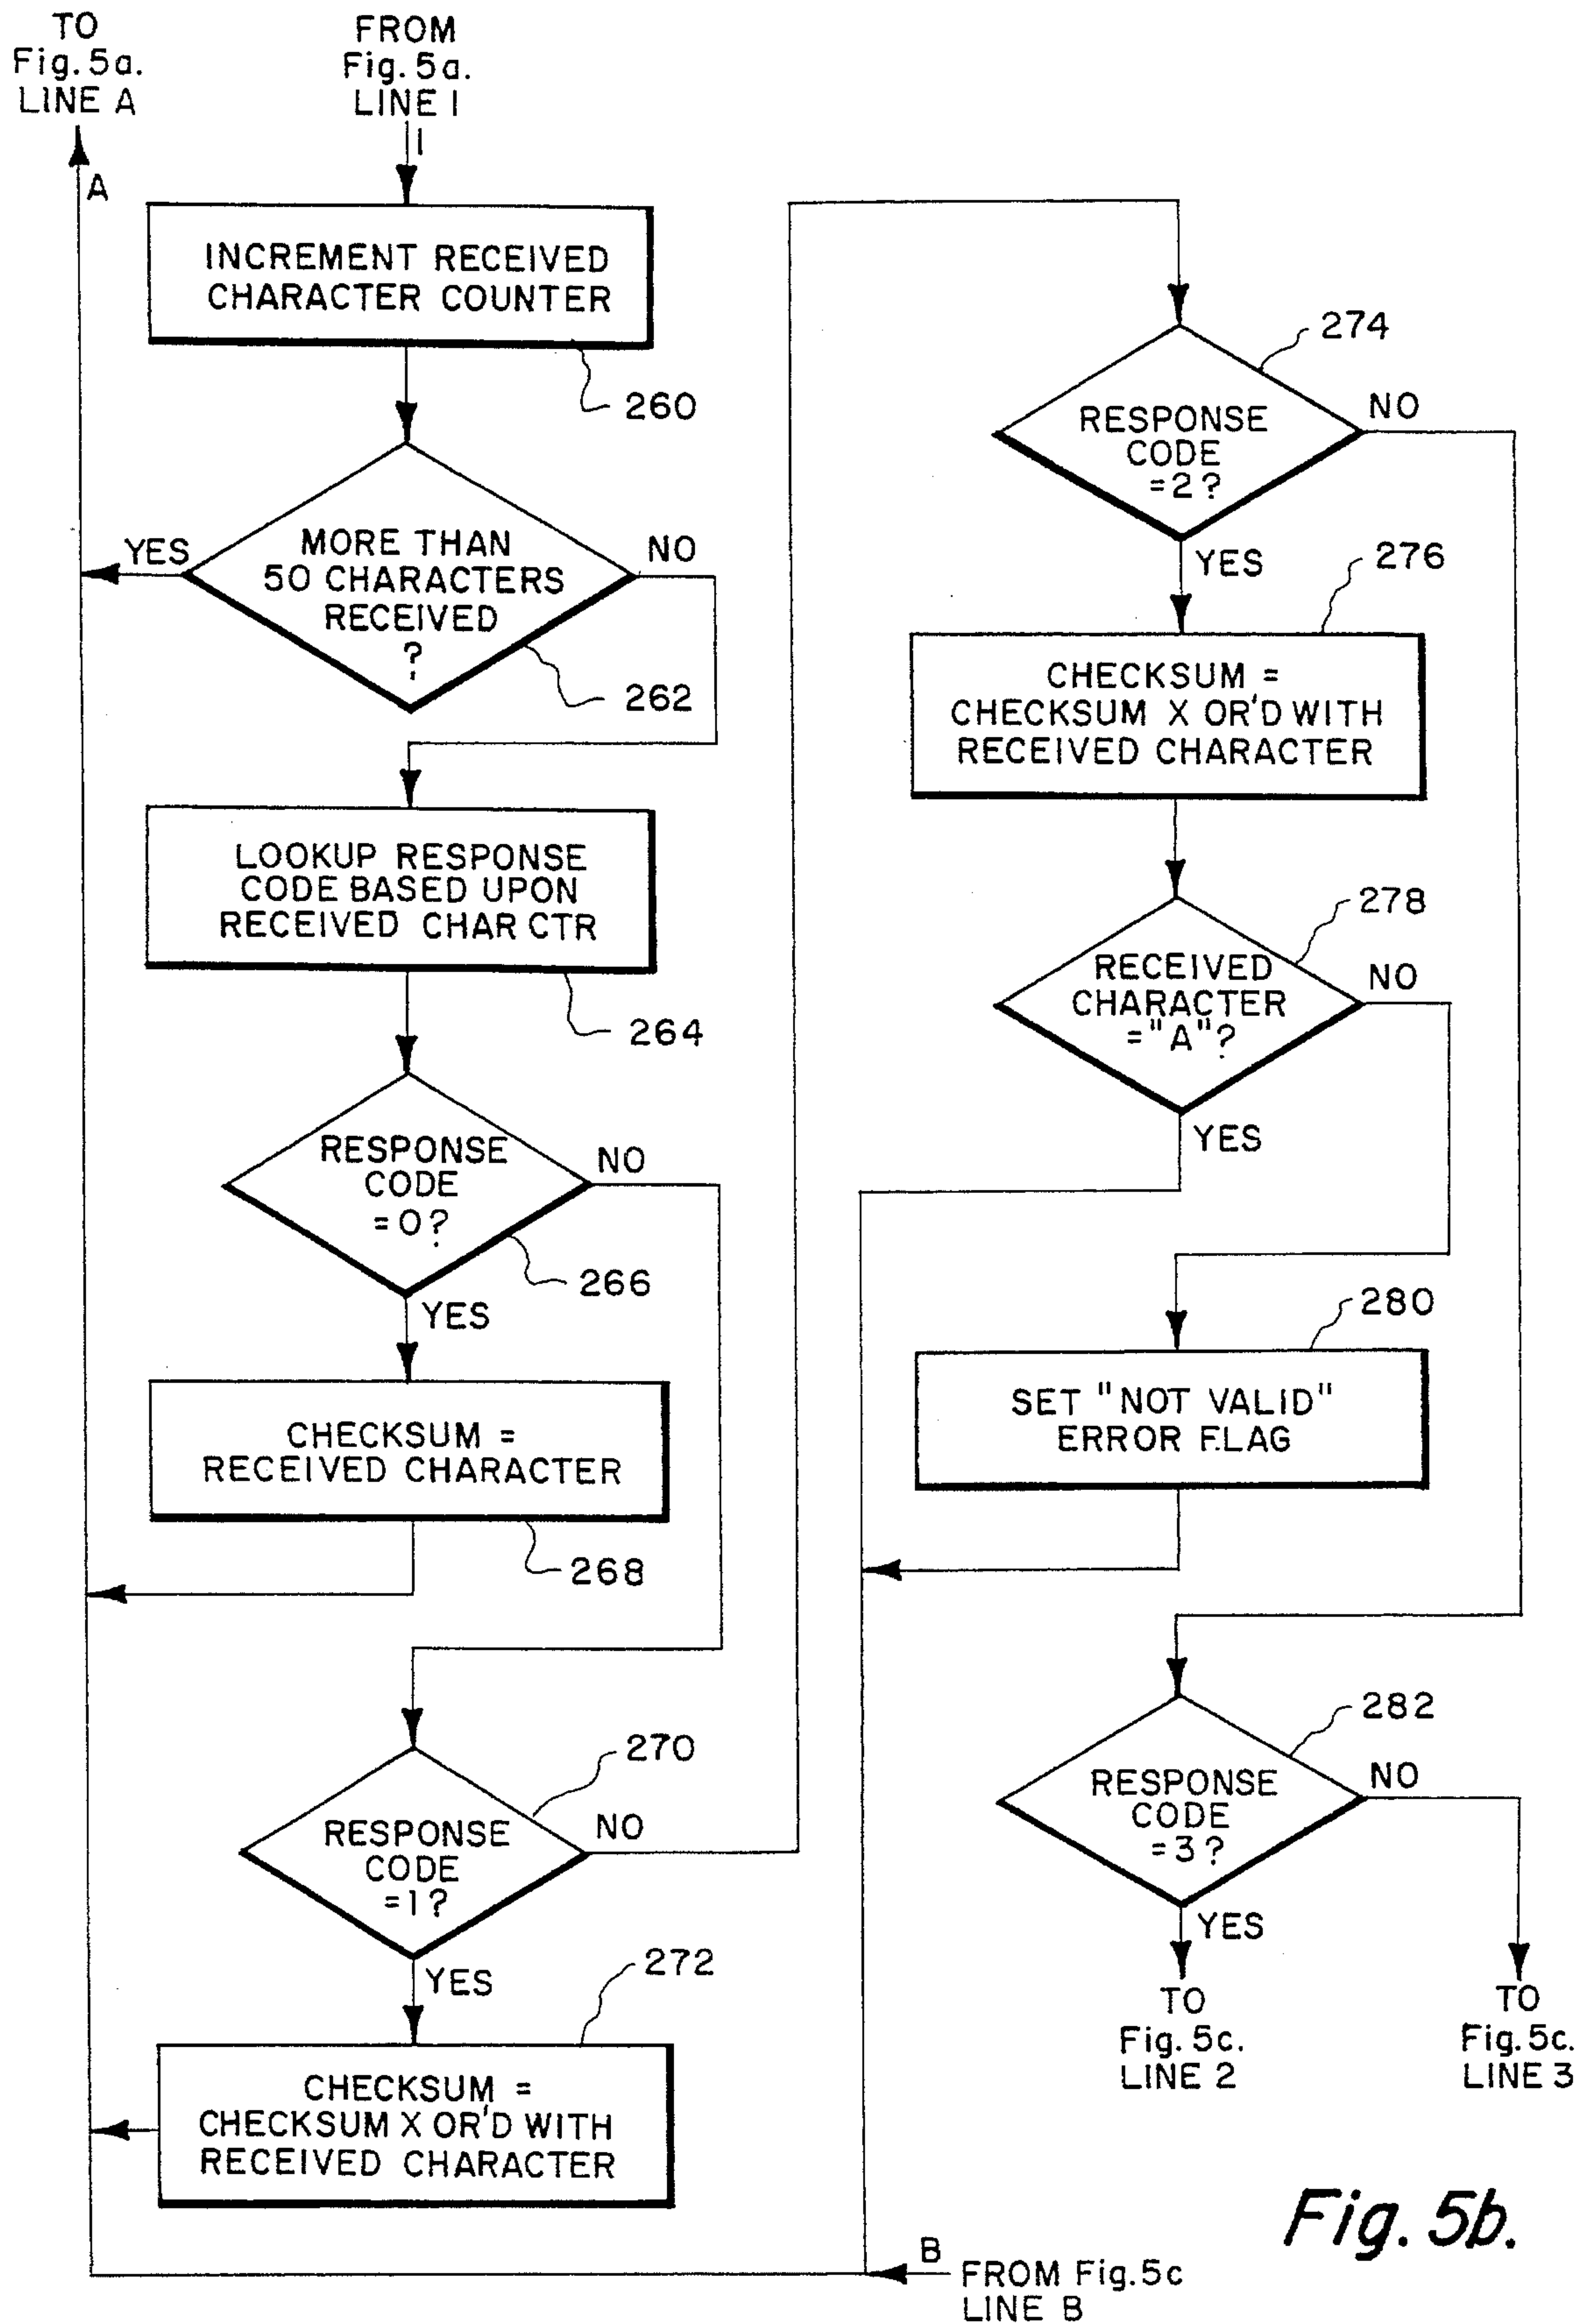 TO
Fig. 5a.
LINE A
FROM
Fig. 5a.
LINE 1
1
A
INCREMENT RECEIVED
CHARACTER COUNTER
260
MORE THAN
50 CHARACTERS
RECEIVED
?
YES
NO
262
LOOKUP RESPONSE
CODE BASED UPON
RECEIVED CHAR CTR
264
RESPONSE
CODE
=0?
NO
266
YES
CHECKSUM =
RECEIVED CHARACTER
268
270
RESPONSE
CODE
=1?
NO
YES
272
CHECKSUM =
CHECKSUM X OR'D WITH
RECEIVED CHARACTER
274
RESPONSE
CODE
=2?
NO
YES
276
CHECKSUM =
CHECKSUM X OR'D WITH
RECEIVED CHARACTER
278
RECEIVED
CHARACTER
="A"?
NO
YES
280
SET "NOT VALID"
ERROR FLAG
282
RESPONSE
CODE
=3?
NO
YES
TO
Fig. 5c.
LINE 2
TO
Fig. 5c.
LINE 3
B
FROM Fig. 5c
LINE B
Fig. 5b.